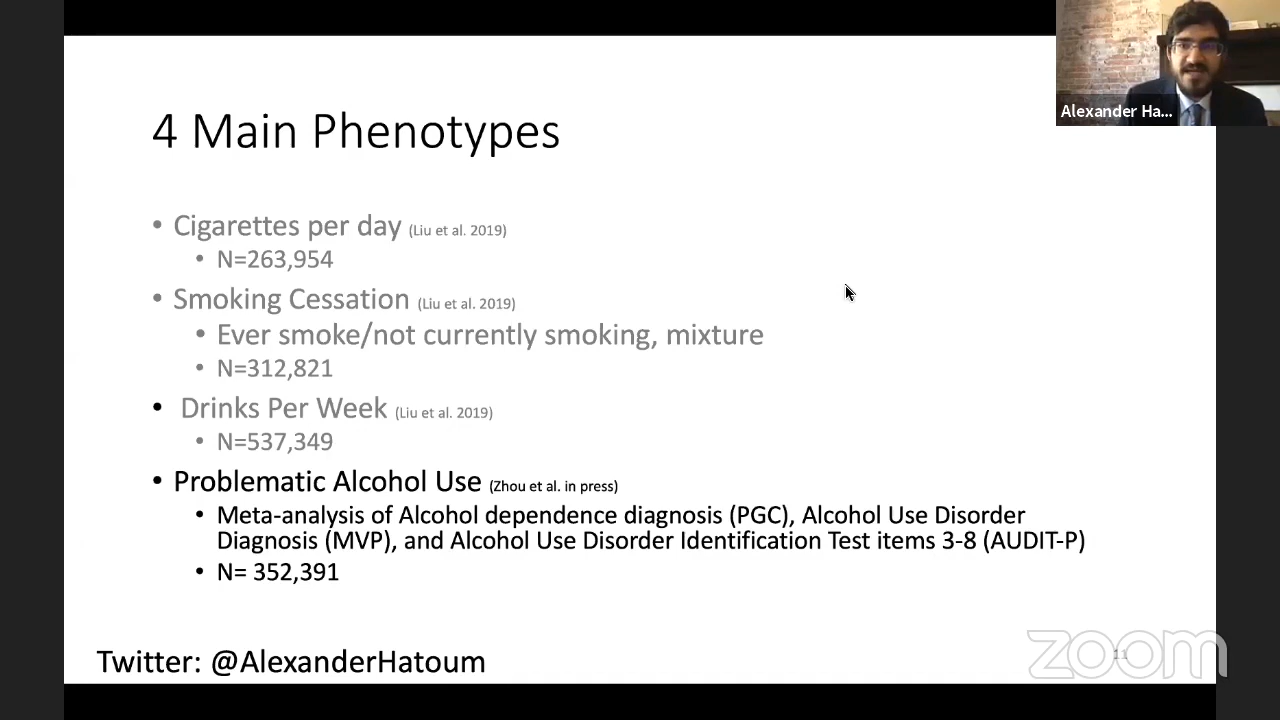 Alexander Ha...
4 Main Phenotypes
• Cigarettes per day (Liu et al. 2019)
• N=263,954
• Smoking Cessation (Liu et al. 2019)
• Ever smoke/not currently smoking, mixture
• N=312,821
• Drinks Per Week (Liu et al. 2019)
• N=537,349
• Problematic Alcohol Use (Zhou et al. in press)
• Meta-analysis of Alcohol dependence diagnosis (PGC), Alcohol Use Disorder
Diagnosis (MVP), and Alcohol Use Disorder Identification Test items 3-8 (AUDIT-P)
• N= 352,391
Twitter: @AlexanderHatoum
11
zoom